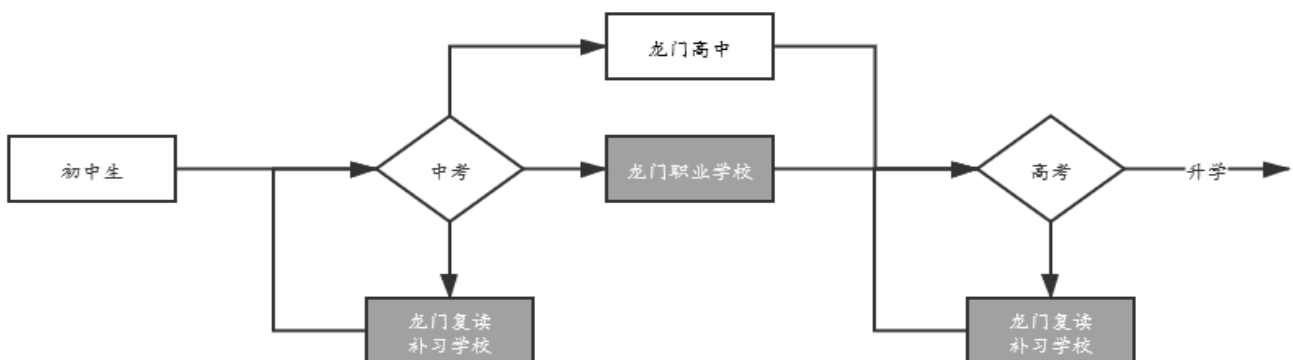 龙门高中
初中生
中考
龙门职业学校
高考
升学
龙门复读
补习学校
龙门复读
补习学校